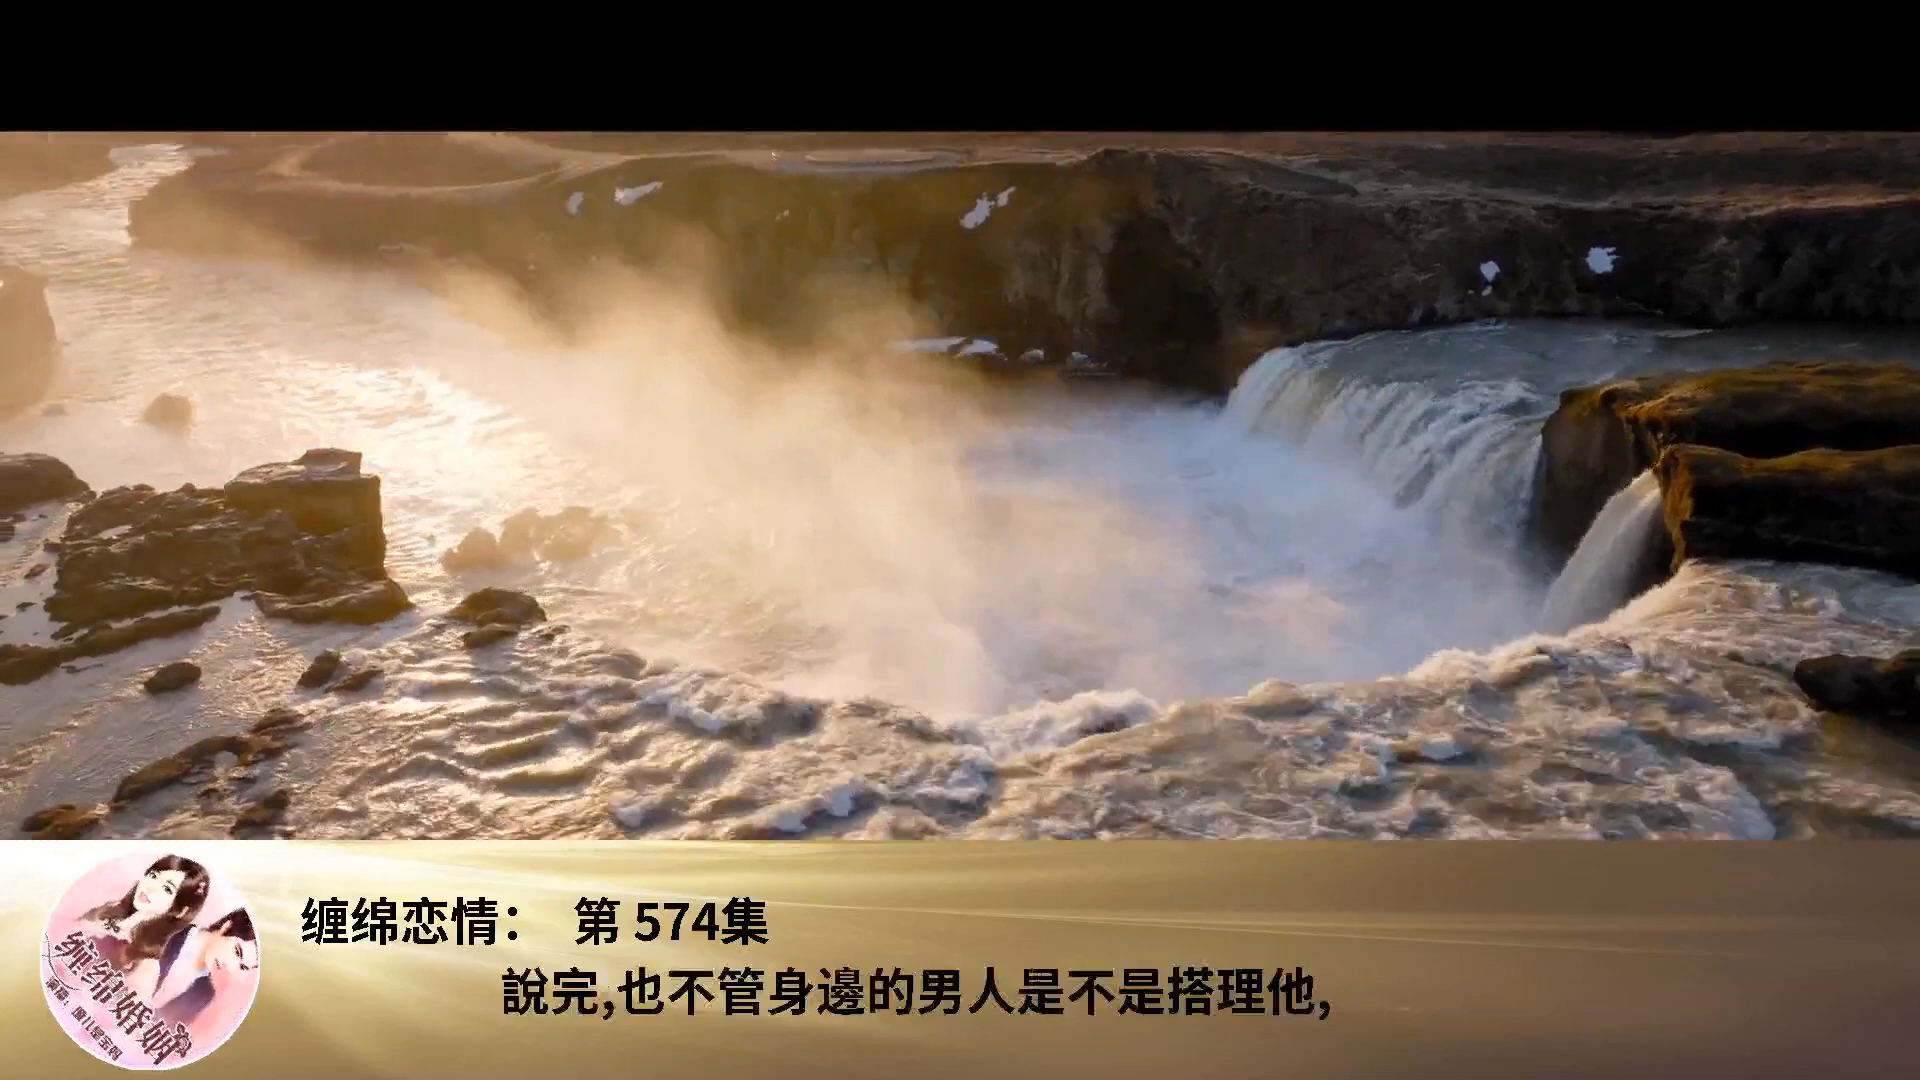 缠绵恋情： 第 574集
說完,也不管身邊的男人是不是搭理他,
缠绵婚姻